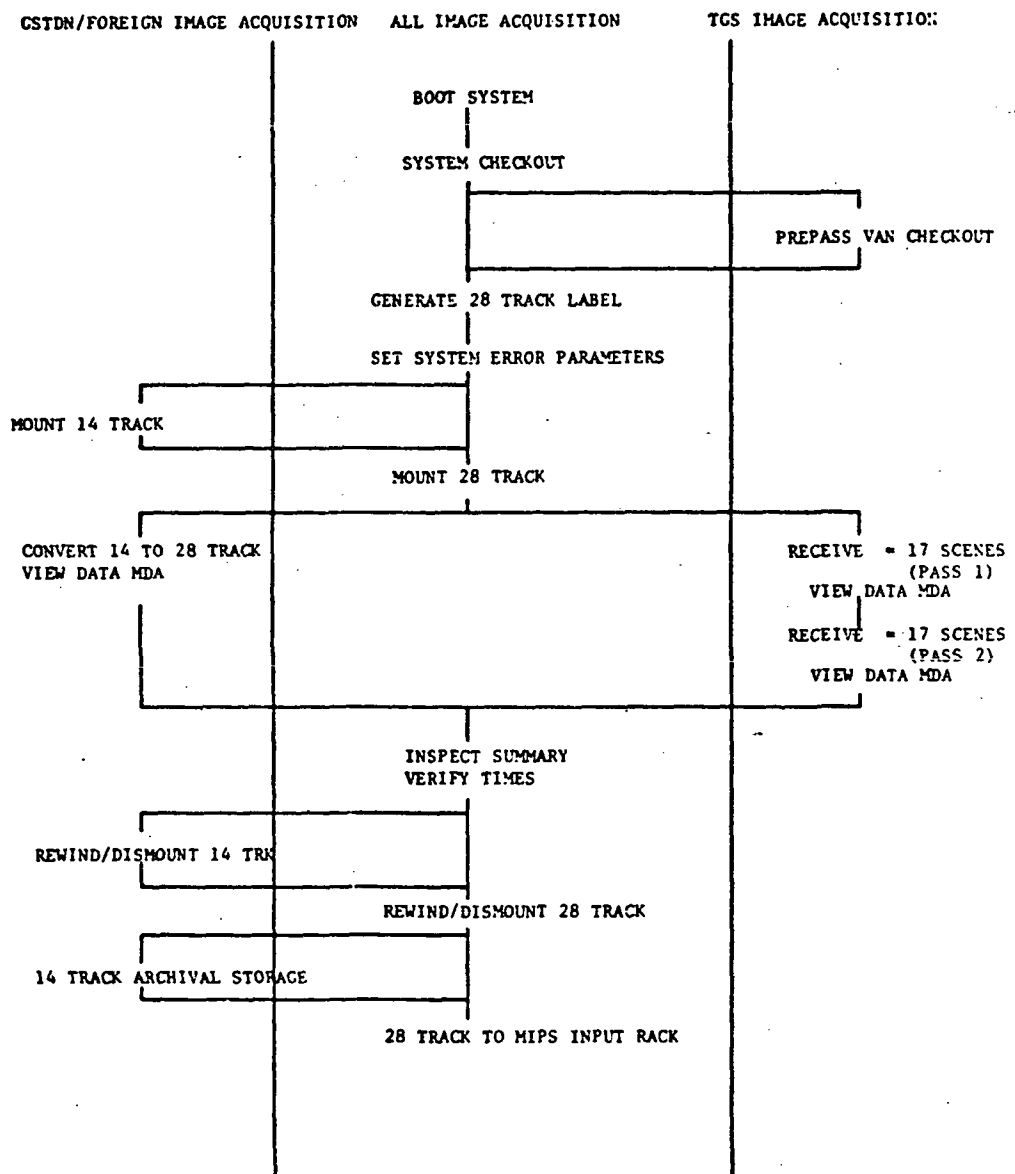 GSTDN/FOREIGN IMAGE ACQUISITION
ALL IMAGE ACQUISITION
TGS IMAGE ACQUISITION
BOOT SYSTEM
SYSTEM CHECKOUT
PREPASS VAN CHECKOUT
GENERATE 28 TRACK LABEL
SET SYSTEM ERROR PARAMETERS
MOUNT 14 TRACK
MOUNT 28 TRACK
CONVERT 14 TO 28 TRACK
VIEW DATA MDA
RECEIVE = 17 SCENES
(PASS 1)
VIEW DATA MDA
RECEIVE = 17 SCENES
(PASS 2)
VIEW DATA MDA
INSPECT SUMMARY
VERIFY TIMES
REWIND/DISMOUNT 14 TRK
REWIND/DISMOUNT 28 TRACK
14 TRACK ARCHIVAL STORAGE
28 TRACK TO MIPS INPUT RACK